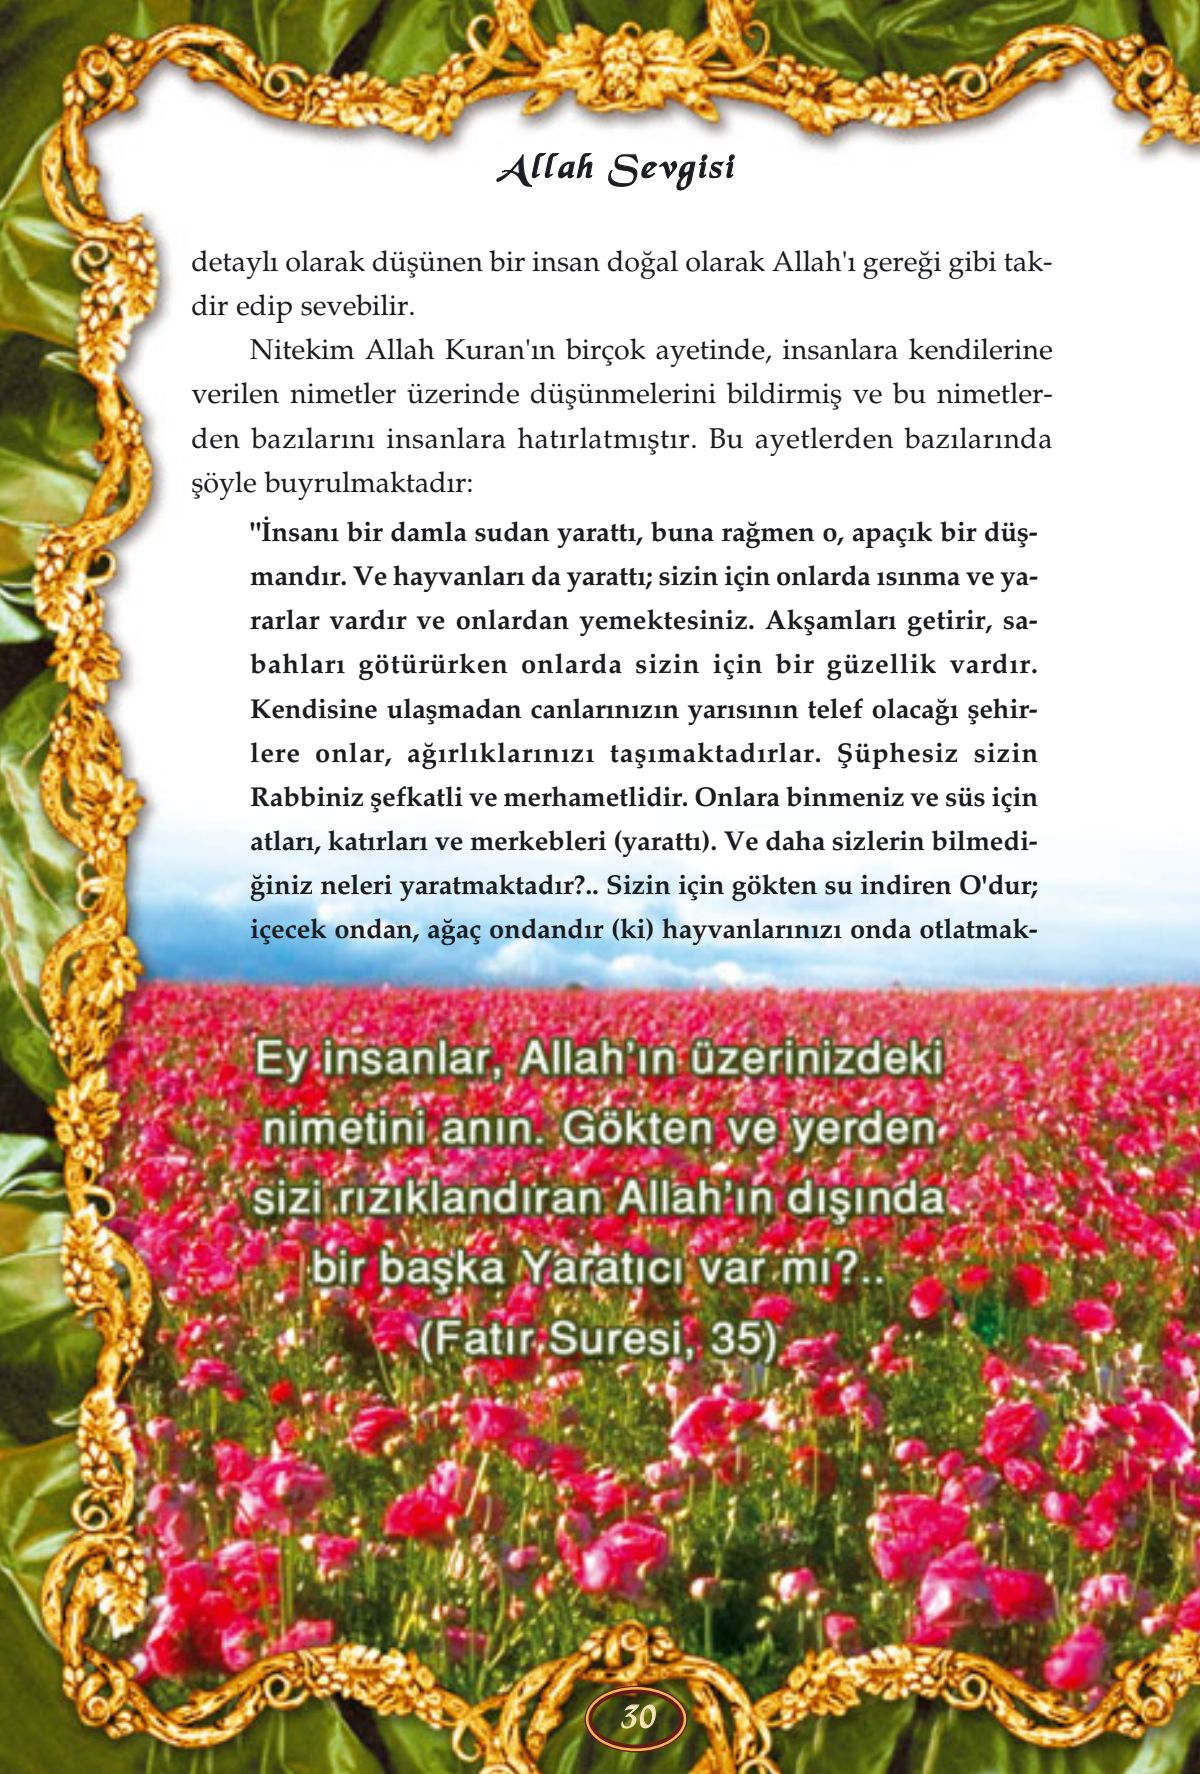 Allah Sevgisi
detaylı olarak düşünen bir insan doğal olarak Allah'ı gereği gibi tak-
dir edip sevebilir.
Nitekim Allah Kuran'ın birçok ayetinde, insanlara kendilerine
verilen nimetler üzerinde düşünmelerini bildirmiş ve bu nimetler-
den bazılarını insanlara hatırlatmıştır. Bu ayetlerden bazılarında
şöyle buyrulmaktadır:
"İnsanı bir damla sudan yarattı, buna rağmen o, apaçık bir düş-
mandır. Ve hayvanları da yarattı; sizin için onlarda ısınma ve ya-
rarlar vardır ve onlardan yemektesiniz. Akşamları getirir, sa-
bahları götürürken onlarda sizin için bir güzellik vardır.
Kendisine ulaşmadan canlarınızın yarısının telef olacağı şehir-
lere onlar, ağırlıklarınızı taşımaktadırlar. Şüphesiz sizin
Rabbiniz şefkatli ve merhametlidir. Onlara binmeniz ve süs için
atları, katırları ve merkebleri (yarattı). Ve daha sizlerin bilmedi-
ğiniz neleri yaratmaktadır?.. Sizin için gökten su indiren O'dur;
içecek ondan, ağaç ondandır (ki) hayvanlarınızı onda otlatmak-
Ey insanlar, Allah'ın üzerinizdeki
nimetini anın. Gökten ve yerden
sizi rızıklandıran Allah'ın dışında
bir başka Yaratıcı var mı?..
(Fatır Suresi, 35)
30